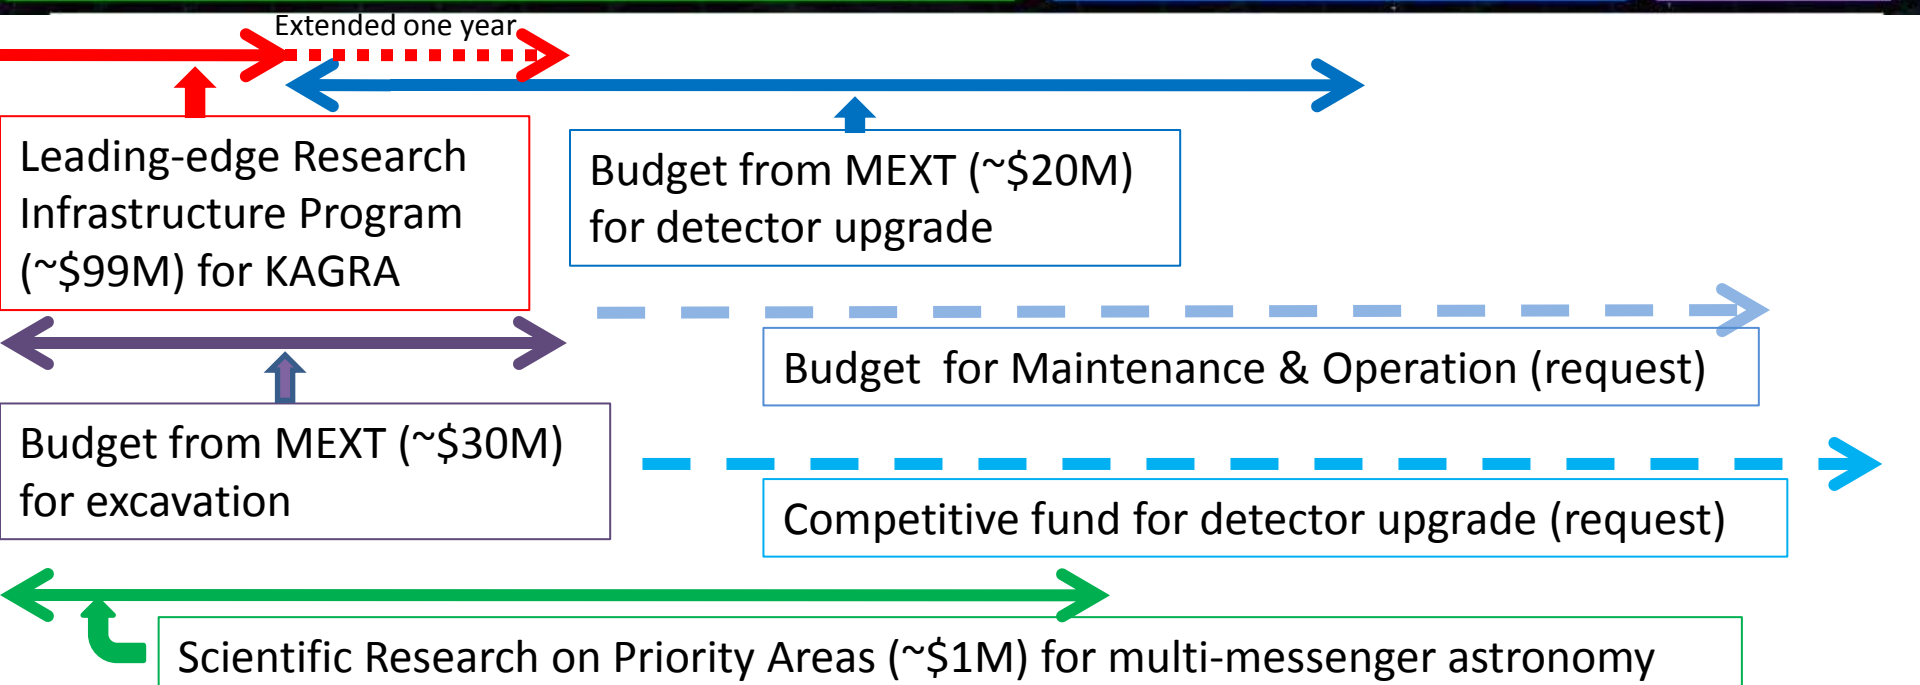 Extended one year
Leading-edge Research
Infrastructure Program
(~$99M) for KAGRA
Budget from MEXT (~$20M)
for detector upgrade
Budget for Maintenance & Operation (request)
Budget from MEXT (~$30M)
for excavation
Competitive fund for detector upgrade (request)
Scientific Research on Priority Areas (~$1M) for multi-messenger astronomy